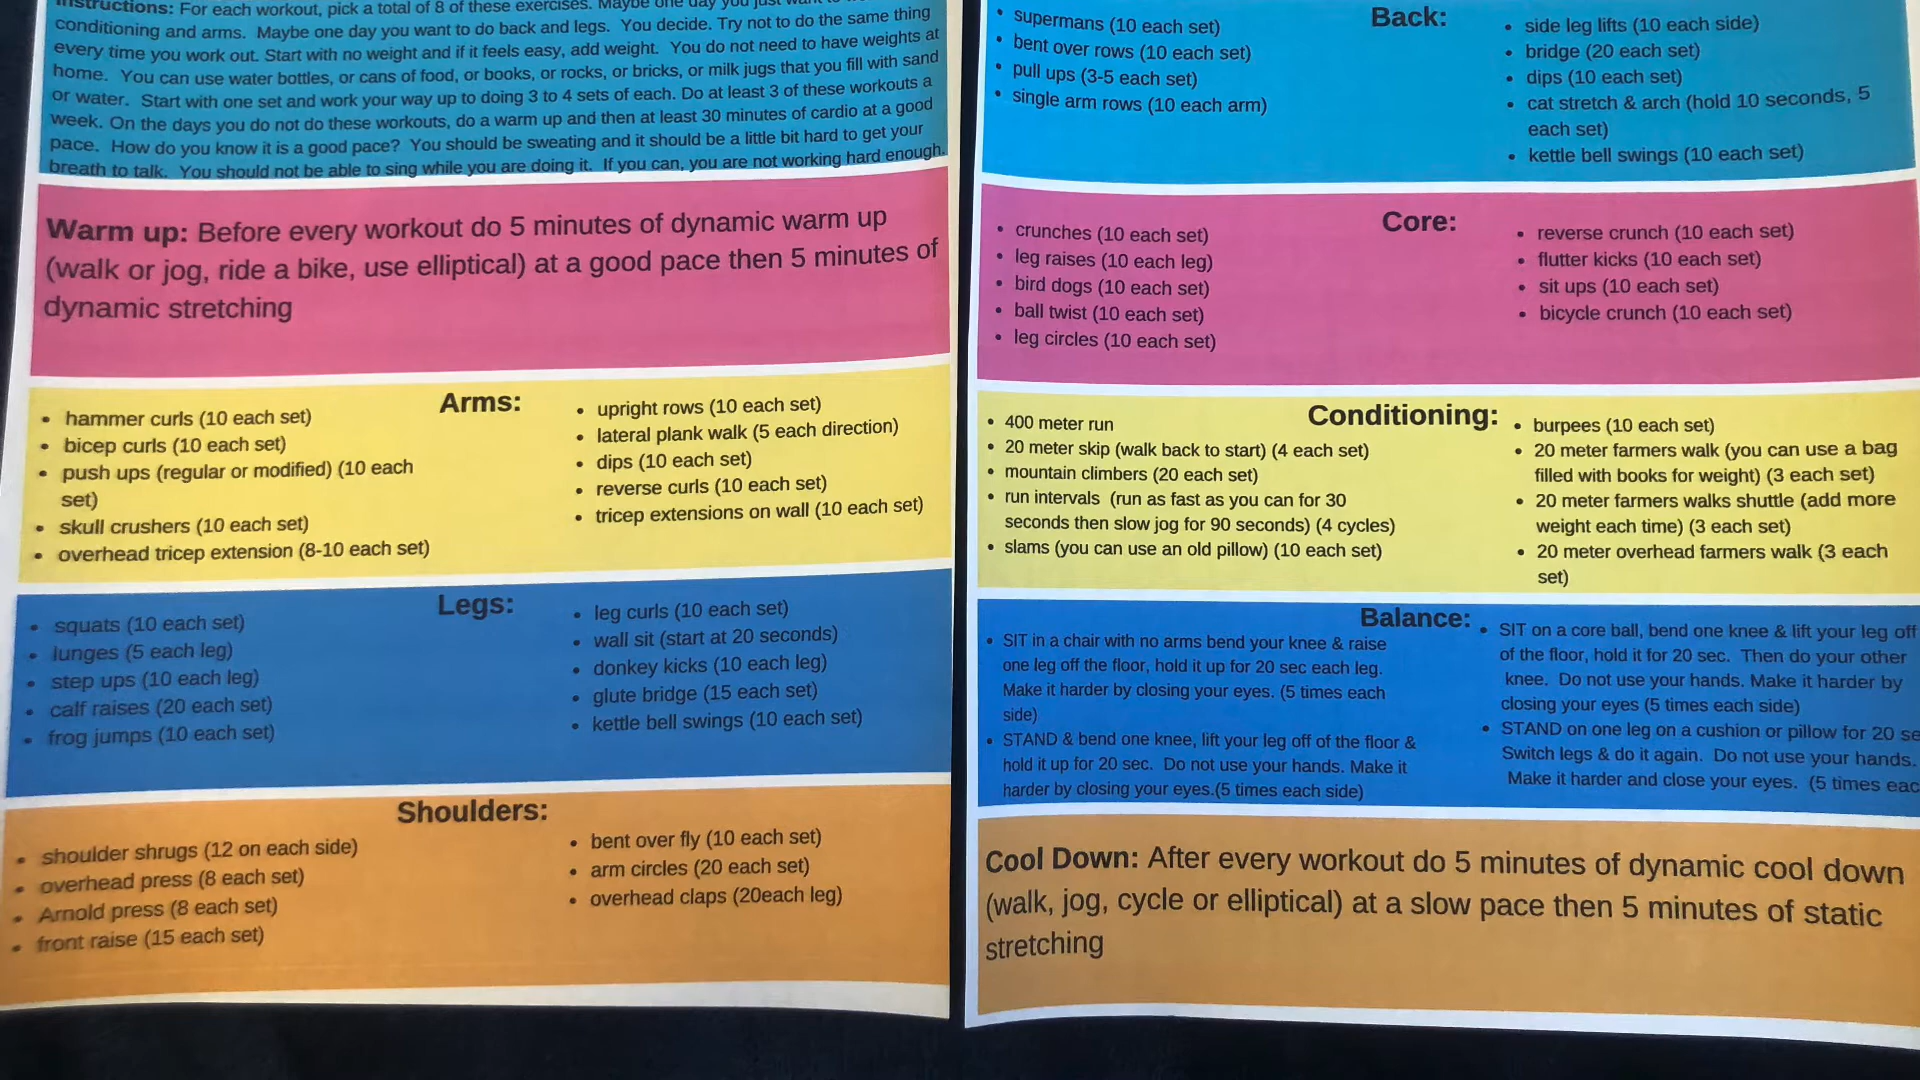 Instructions: For each workout, pick a total of 8 of these exercises. Maybe one day you just want to
conditioning and arms. Maybe one day you want to do back and legs. You decide. Try not to do the same thing
every time you work out. Start with no weight and if it feels easy, add weight. You do not need to have weights at
home. You can use water bottles, or cans of food, or books, or rocks, or bricks, or milk jugs that you fill with sand
or water. Start with one set and work your way up to doing 3 to 4 sets of each. Do at least 3 of these workouts a
week. On the days you do not do these workouts, do a warm up and then at least 30 minutes of cardio at a good
pace. How do you know it is a good pace? You should be sweating and it should be a little bit hard to get your
breath to talk. You should not be able to sing while you are doing it. If you can, you are not working hard enough.
Warm up: Before every workout do 5 minutes of dynamic warm up
(walk or jog, ride a bike, use elliptical) at a good pace then 5 minutes of
dynamic stretching
Arms:
• hammer curls (10 each set)
• bicep curls (10 each set)
• push ups (regular or modified) (10 each
set)
• skull crushers (10 each set)
• overhead tricep extension (8-10 each set)
• upright rows (10 each set)
• lateral plank walk (5 each direction)
• dips (10 each set)
• reverse curls (10 each set)
• tricep extensions on wall (10 each set)
Legs:
• squats (10 each set)
• lunges (5 each leg)
• step ups (10 each leg)
• calf raises (20 each set)
• frog jumps (10 each set)
• leg curls (10 each set)
• wall sit (start at 20 seconds)
• donkey kicks (10 each leg)
• glute bridge (15 each set)
• kettle bell swings (10 each set)
Shoulders:
• shoulder shrugs (12 on each side)
• overhead press (8 each set)
• Arnold press (8 each set)
• front raise (15 each set)
• bent over fly (10 each set)
• arm circles (20 each set)
• overhead claps (20each leg)
Back:
• supermans (10 each set)
• bent over rows (10 each set)
• pull ups (3-5 each set)
• single arm rows (10 each arm)
• side leg lifts (10 each side)
• bridge (20 each set)
• dips (10 each set)
• cat stretch & arch (hold 10 seconds, 5
each set)
• kettle bell swings (10 each set)
Core:
• crunches (10 each set)
• leg raises (10 each leg)
• bird dogs (10 each set)
• ball twist (10 each set)
• leg circles (10 each set)
• reverse crunch (10 each set)
• flutter kicks (10 each set)
• sit ups (10 each set)
• bicycle crunch (10 each set)
Conditioning:
• 400 meter run
• 20 meter skip (walk back to start) (4 each set)
• mountain climbers (20 each set)
• run intervals (run as fast as you can for 30
seconds then slow jog for 90 seconds) (4 cycles)
• slams (you can use an old pillow) (10 each set)
• burpees (10 each set)
• 20 meter farmers walk (you can use a bag
filled with books for weight) (3 each set)
• 20 meter farmers walks shuttle (add more
weight each time) (3 each set)
• 20 meter overhead farmers walk (3 each
set)
Balance:
• SIT in a chair with no arms bend your knee & raise
one leg off the floor, hold it up for 20 sec each leg.
Make it harder by closing your eyes. (5 times each
side)
• STAND & bend one knee, lift your leg off of the floor &
hold it up for 20 sec. Do not use your hands. Make it
harder by closing your eyes.(5 times each side)
• SIT on a core ball, bend one knee & lift your leg off
of the floor, hold it for 20 sec. Then do your other
knee. Do not use your hands. Make it harder by
closing your eyes (5 times each side)
• STAND on one leg on a cushion or pillow for 20 se
Switch legs & do it again. Do not use your hands.
Make it harder and close your eyes. (5 times eac
Cool Down: After every workout do 5 minutes of dynamic cool down
(walk, jog, cycle or elliptical) at a slow pace then 5 minutes of static
stretching